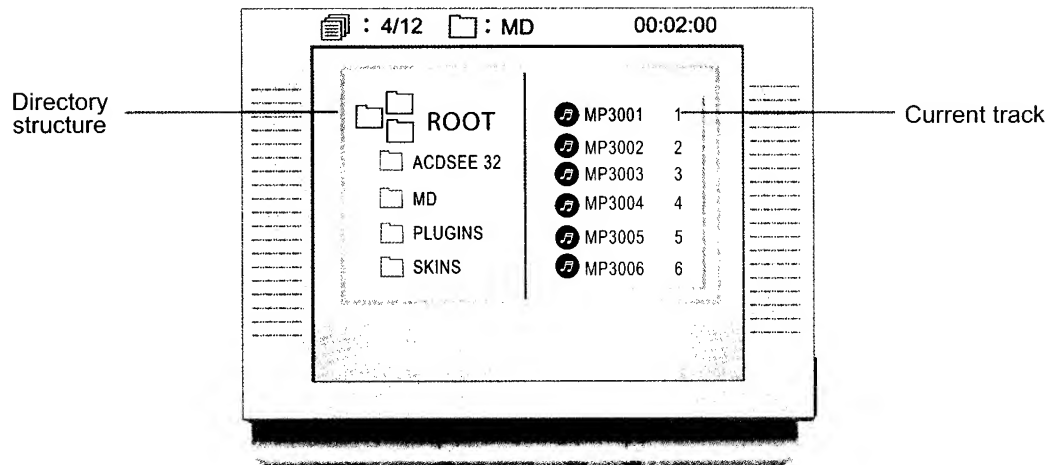 : 4/12 : MD 00:02:00
Directory structure
ROOT
ACDSEE 32
MD
PLUGINS
SKINS
MP3001 1
MP3002 2
MP3003 3
MP3004 4
MP3005 5
MP3006 6
Current track